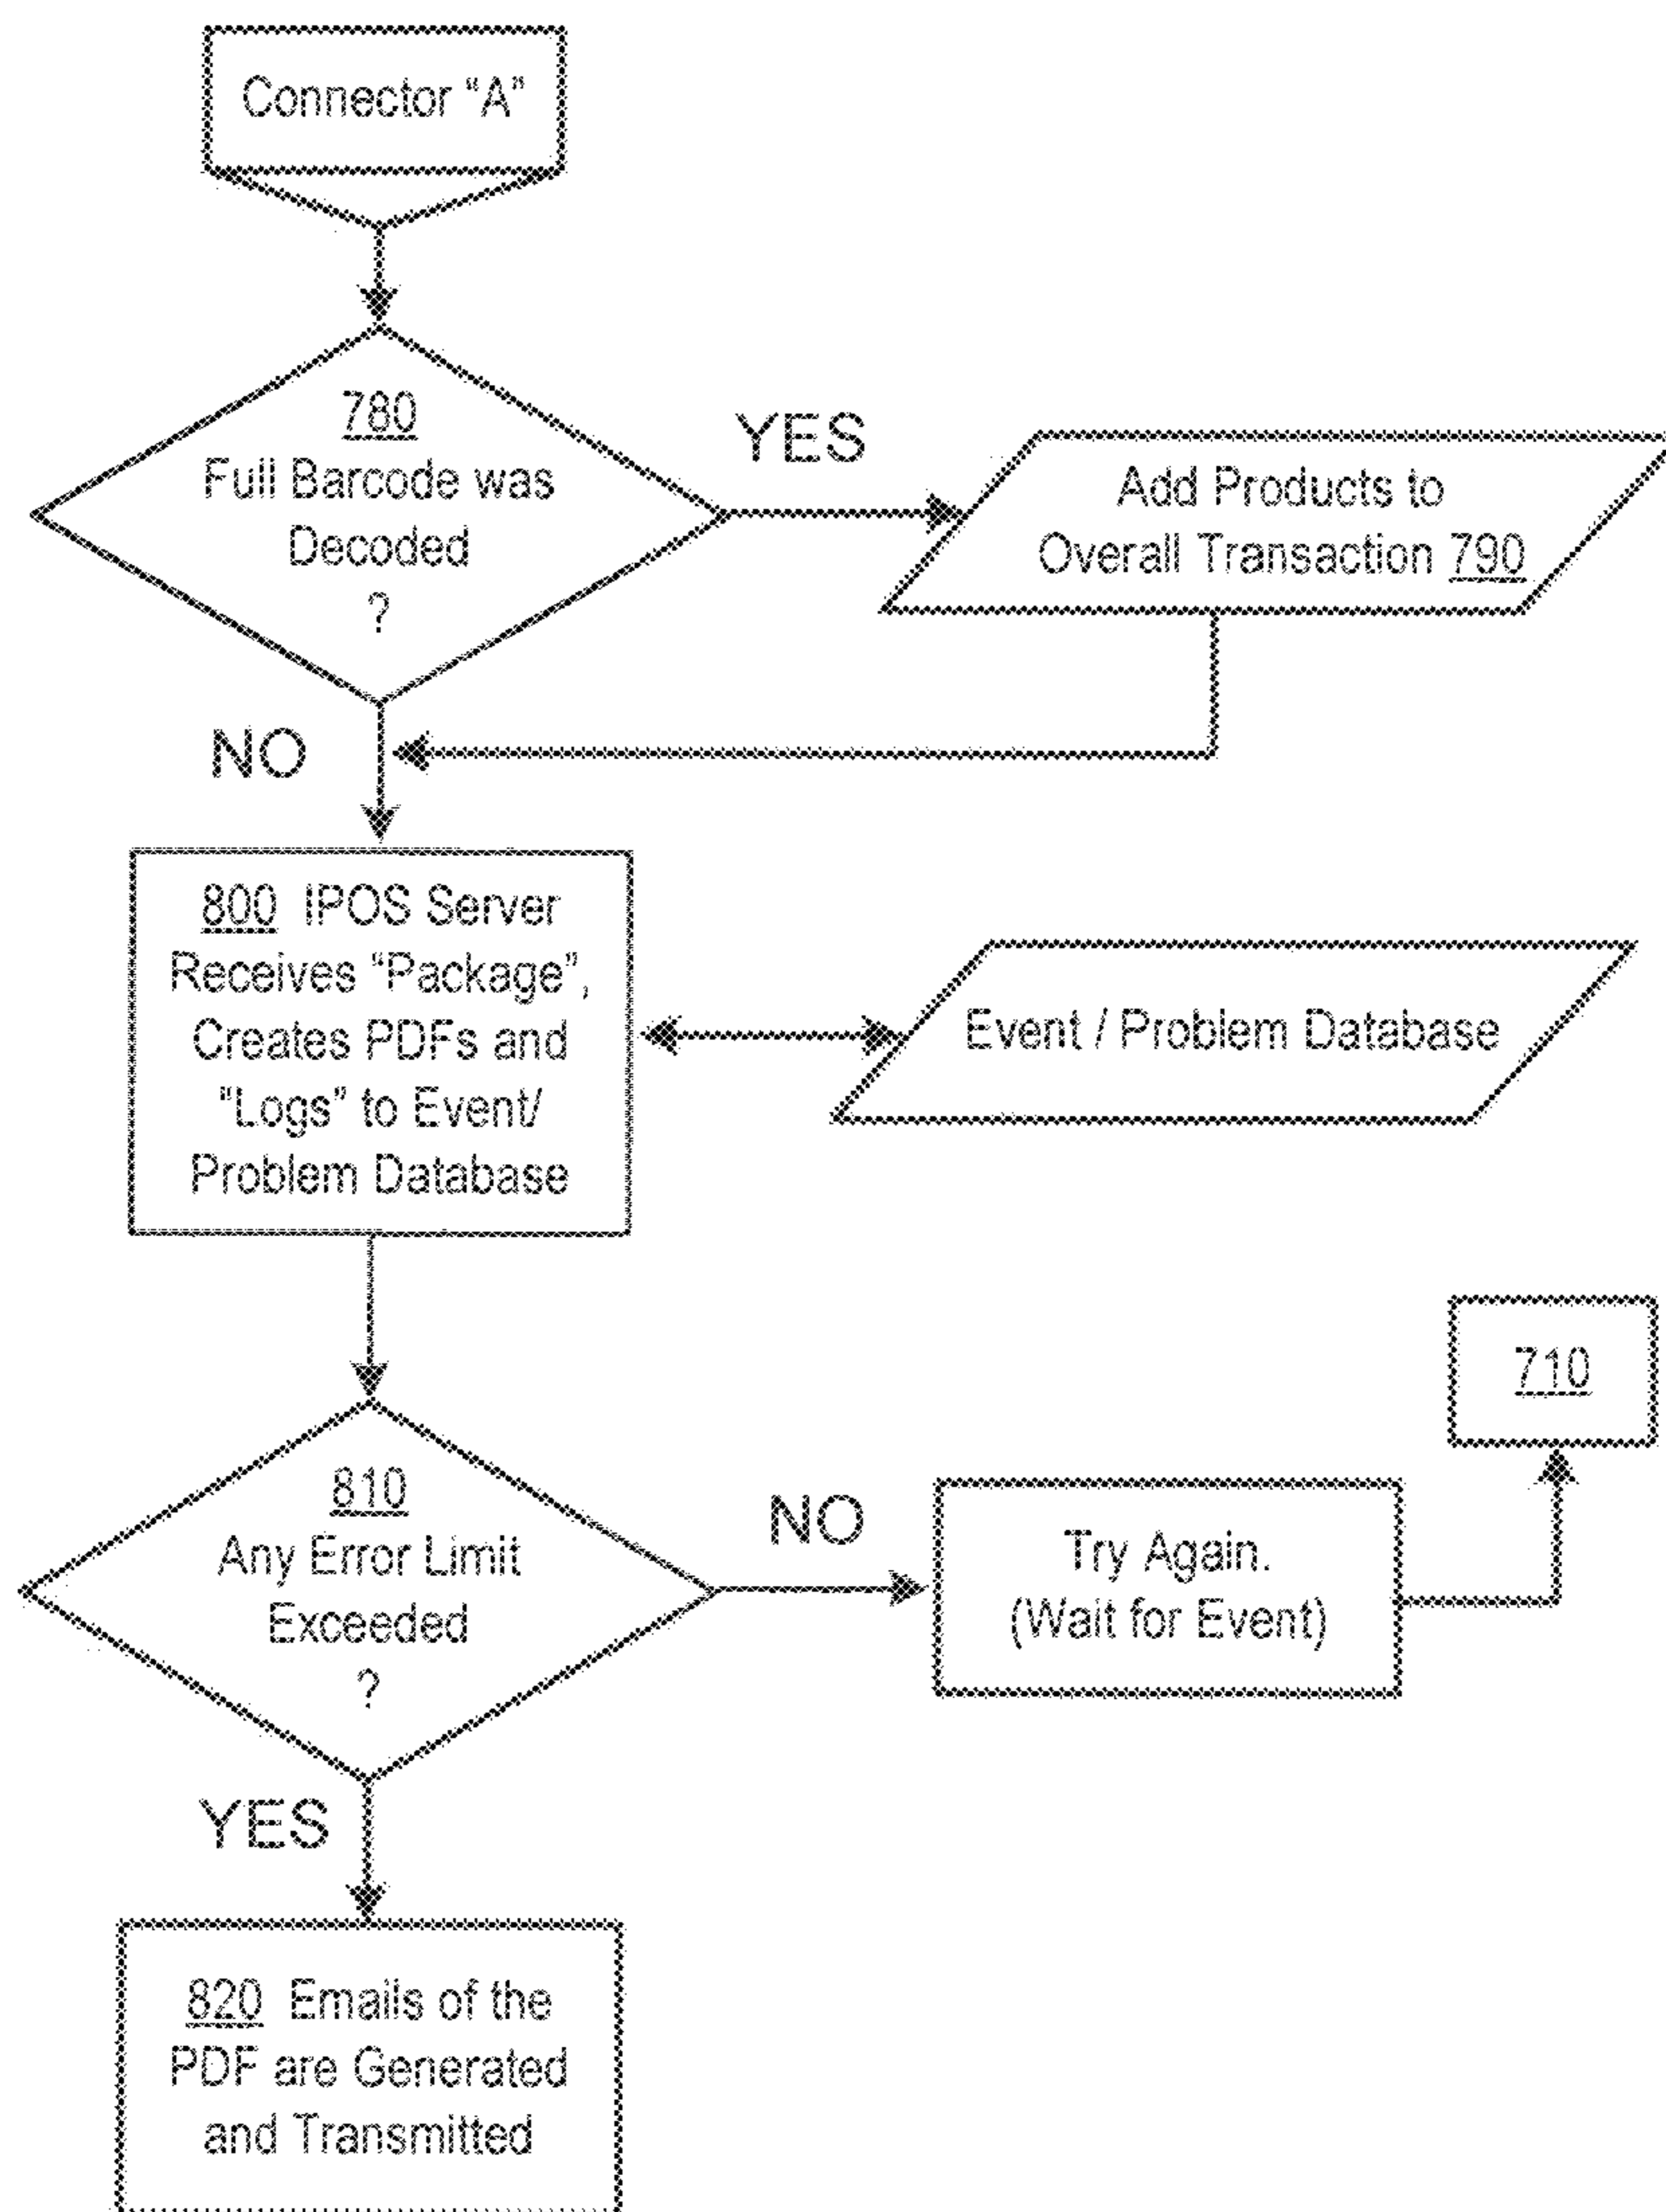 Connector “A”
780
Full Barcode was
Decoded
?
YES
Add Products to
Overall Transaction 790
NO
800 IPOS Server
Receives “Package”,
Creates PDFs and
“Logs” to Event/
Problem Database
Event / Problem Database
710
810
Any Error Limit
Exceeded
?
NO
Try Again.
(Wait for Event)
YES
820 Emails of the
PDF are Generated
and Transmitted